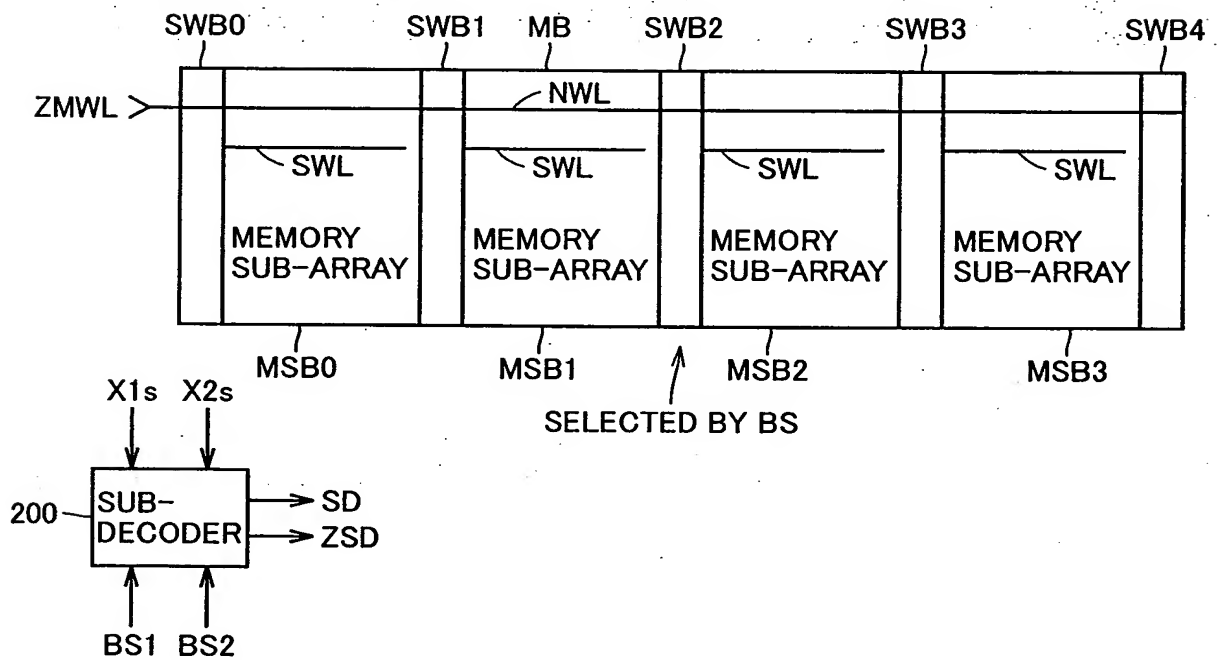 SWB0 SWB1 MB SWB2 SWB3 SWB4
ZMWL NWL
SWL SWL SWL SWL
MEMORY SUB-ARRAY
MEMORY SUB-ARRAY
MEMORY SUB-ARRAY
MEMORY SUB-ARRAY
MSB0 MSB1 MSB2 MSB3
SELECTED BY BS
X1s X2s
200
SUB-
DECODER
SD
ZSD
BS1 BS2